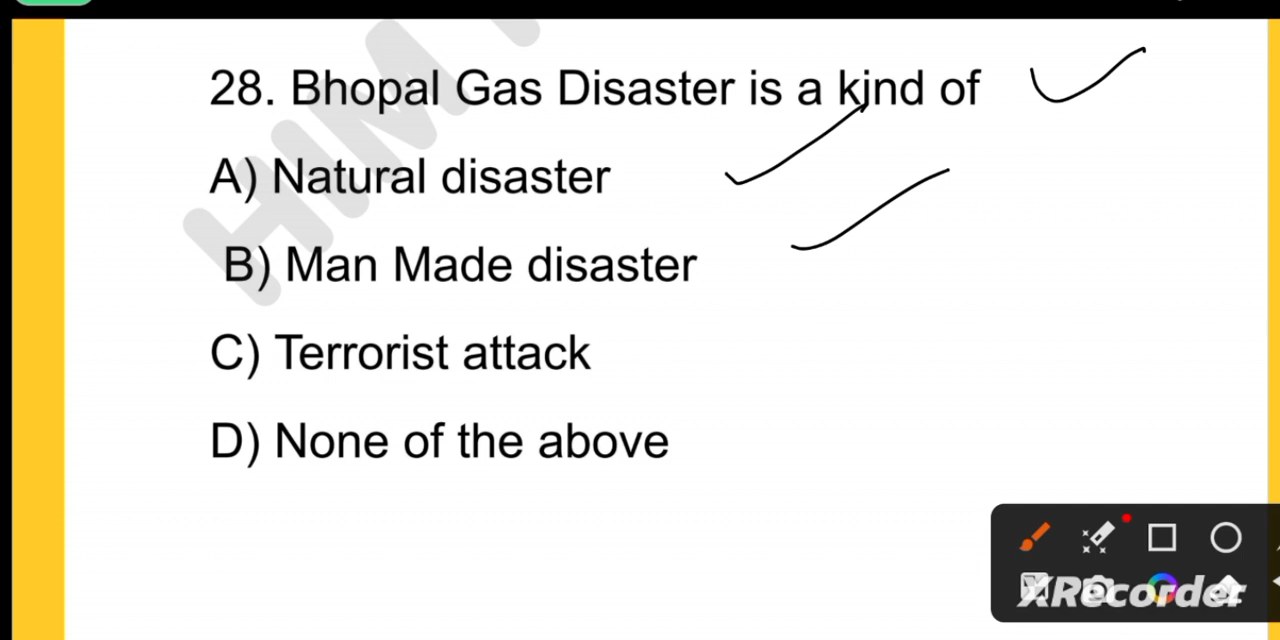 28. Bhopal Gas Disaster is a kind of
A) Natural disaster
B) Man Made disaster
C) Terrorist attack
D) None of the above
HIM
XRecorder